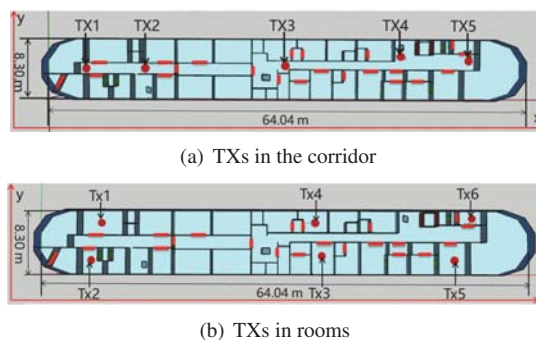 y
TX1 TX2 TX3 TX4 TX5
8.30 m
64.04 m
x
(a) TXs in the corridor
y
Tx1 Tx4 Tx6
8.30 m
Tx2 Tx3 Tx5
64.04 m
(b) TXs in rooms